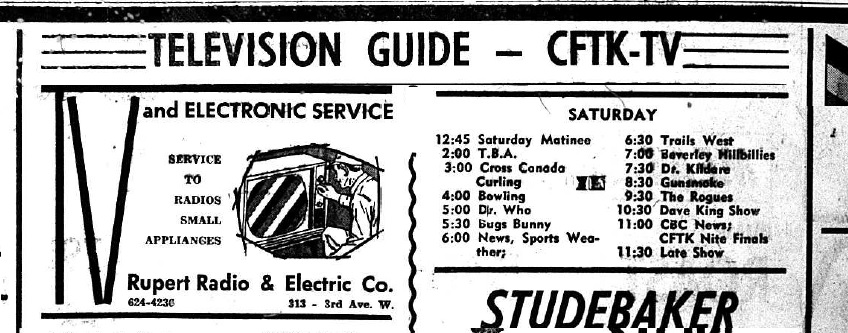 TELEVISION GUIDE — CFTK-TV
TV and ELECTRONIC SERVICE
SERVICE
TO
RADIOS
SMALL
APPLIANCES
Rupert Radio & Electric Co.
624-4236 313 - 3rd Ave. W.
SATURDAY
12:45 Saturday Matinee
2:00 T.B.A.
3:00 Cross Canada
Curling
4:00 Bowling
5:00 Dr. Who
5:30 Bugs Bunny
6:00 News, Sports Wea-
ther;
6:30 Trails West
7:00 Beverley Hillbillies
7:30 Dr. Kildare
8:30 Gunsmoke
9:30 The Rogues
10:30 Dave King Show
11:00 CBC News;
CFTK Nite Finals
11:30 Late Show
STUDEBAKER